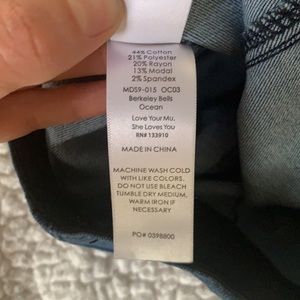 44% Cotton
21% Polyester
20% Rayon
13% Modal
2% Spandex
MDS9-015 OC03
Berkeley Bells
Ocean
Love Your Mu,
She Loves You
RN# 133910
MADE IN CHINA
MACHINE WASH COLD
WITH LIKE COLORS.
DO NOT USE BLEACH
TUMBLE DRY MEDIUM.
WARM IRON IF
NECESSARY
PO# 0398800